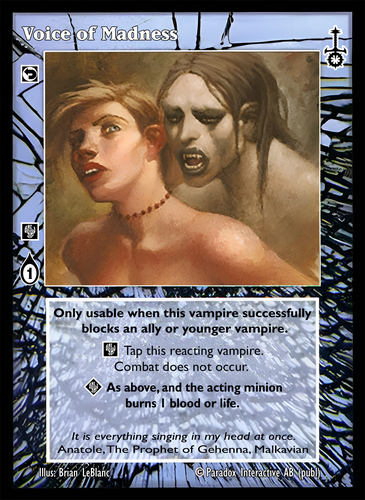 Voice of Madness
1
Only usable when this vampire successfully
blocks an ally or younger vampire.
Tap this reacting vampire.
Combat does not occur.
As above, and the acting minion
burns 1 blood or life.
It is everything singing in my head at once.
Anatole, The Prophet of Gehenna, Malkavian
Illus: Brian LeBlanc
© Paradox Interactive AB (publ)